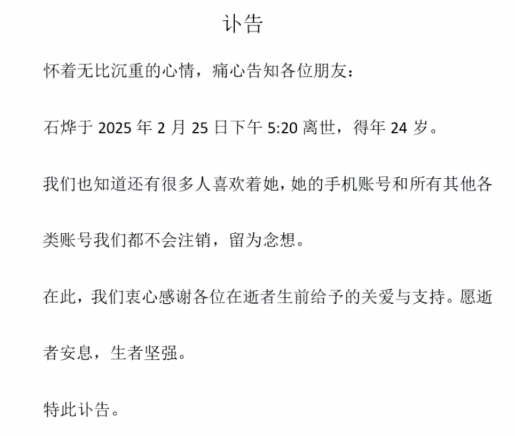 讣告
怀着无比沉重的心情，痛心告知各位朋友：
石烨于 2025 年 2 月 25 日下午 5:20 离世，得年 24 岁。
我们也知道还有很多人喜欢着她，她的手机账号和所有其他各
类账号我们都不会注销，留为念想。
在此，我们衷心感谢各位在逝者生前给予的关爱与支持。愿逝
者安息，生者坚强。
特此讣告。